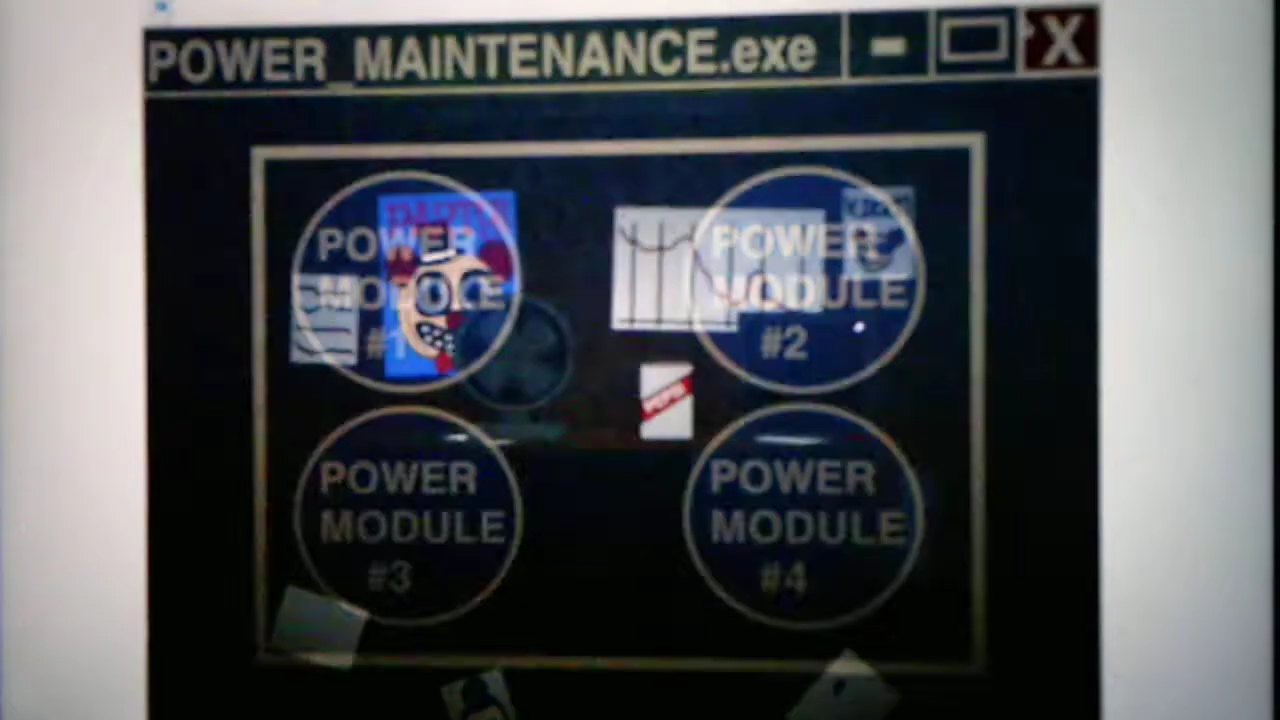 POWER_MAINTENANCE.exe
X
POWER
MODULE
#1
POWER
MODULE
#2
POWER
MODULE
#3
POWER
MODULE
#4